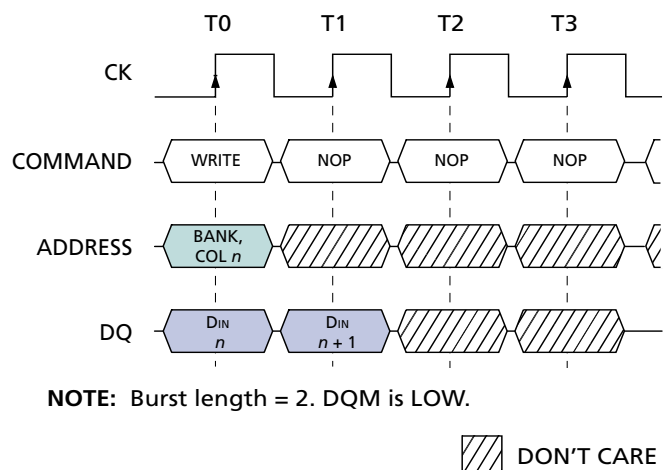 T0 T1 T2 T3
CK
COMMAND WRITE NOP NOP NOP
ADDRESS BANK,
COL n
DQ DIN
n
DIN
n + 1
NOTE: Burst length = 2. DQM is LOW.
DON'T CARE